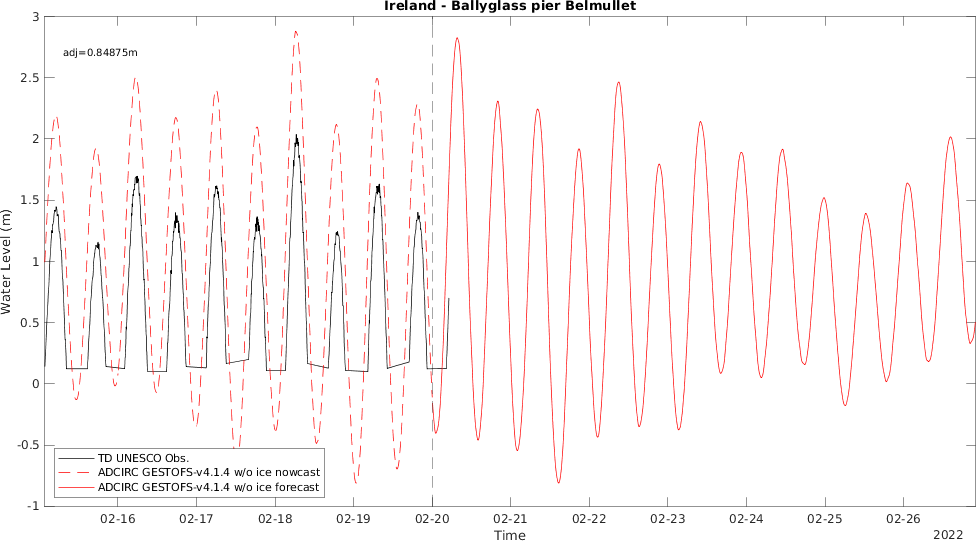 Ireland - Ballyglass pier Belmullet
adj=0.84875m
Water Level (m)
3
2.5
2
1.5
1
0.5
0
-0.5
-1
TD UNESCO Obs.
ADCIRC GESTOFS-v4.1.4 w/o ice nowcast
ADCIRC GESTOFS-v4.1.4 w/o ice forecast
02-16 02-17 02-18 02-19 02-20 02-21 02-22 02-23 02-24 02-25 02-26
Time
2022